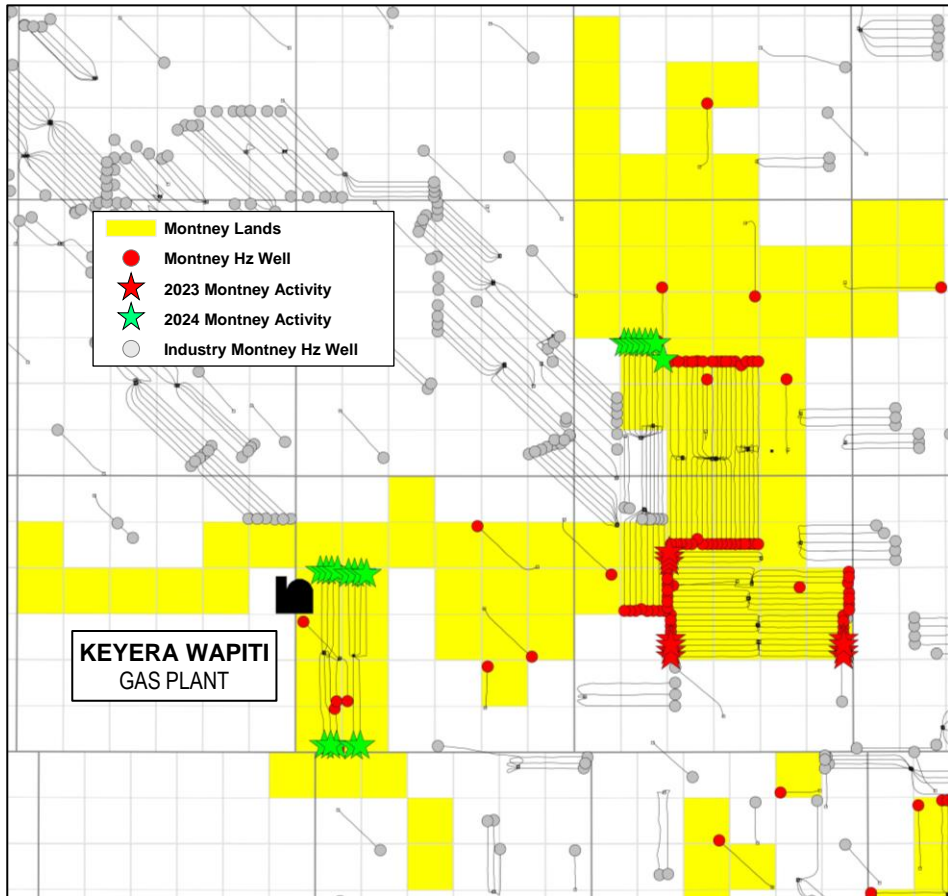 Montney Lands
Montney Hz Well
2023 Montney Activity
2024 Montney Activity
Industry Montney Hz Well
KEYERA WAPITI
GAS PLANT